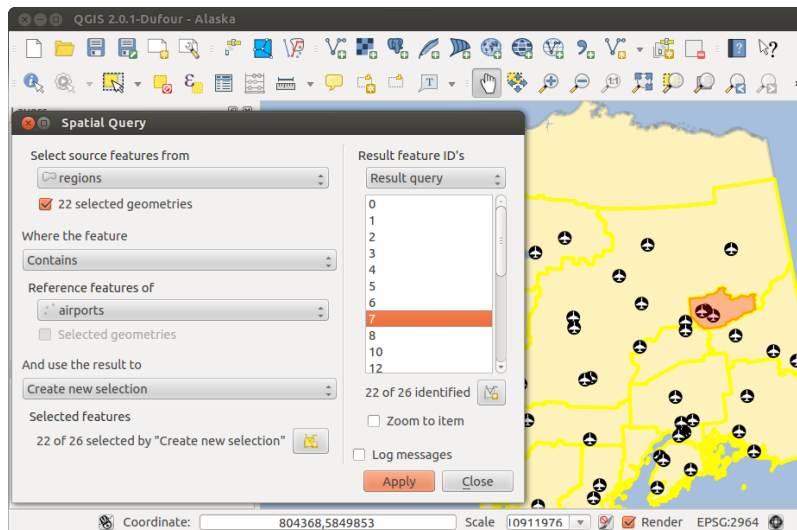 QGIS 2.0.1-Dufour - Alaska
Layers
Spatial Query
Select source features from
regions
22 selected geometries
Where the feature
Contains
Reference features of
airports
Selected geometries
And use the result to
Create new selection
Selected features
22 of 26 selected by "Create new selection"
Result feature ID's
Result query
0
1
2
3
4
5
6
7
8
10
12
22 of 26 identified
Zoom to item
Log messages
Apply
Close
Coordinate: 804368,5849853 Scale 10911976 Render EPSG:2964